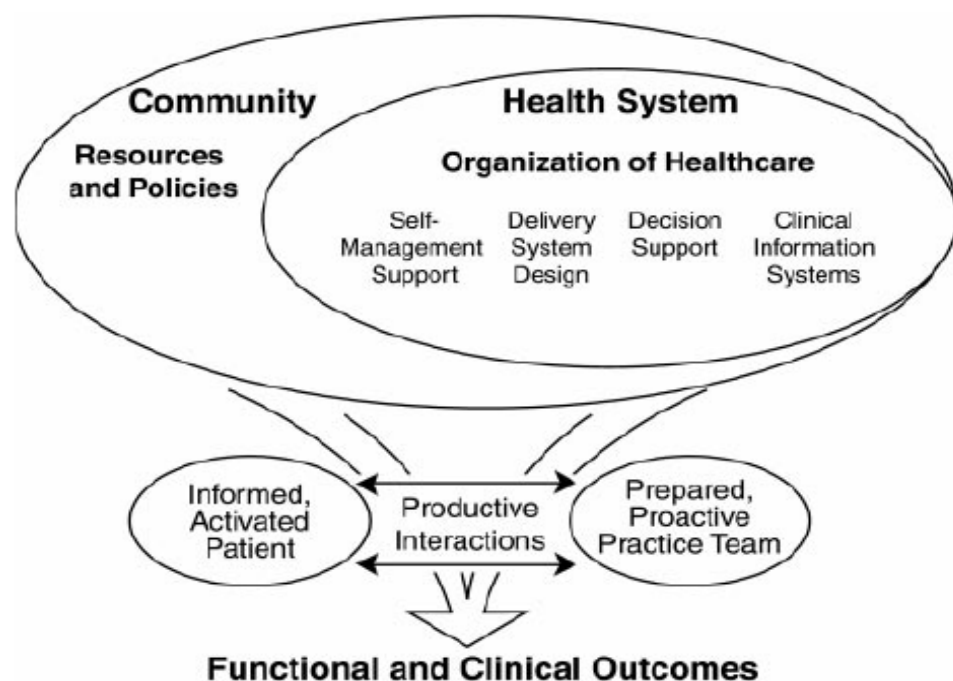 Community
Resources
and Policies
Health System
Organization of Healthcare
Self-
Management
Support
Delivery
System
Design
Decision
Support
Clinical
Information
Systems
Informed,
Activated
Patient
Productive
Interactions
Prepared,
Proactive
Practice Team
Functional and Clinical Outcomes